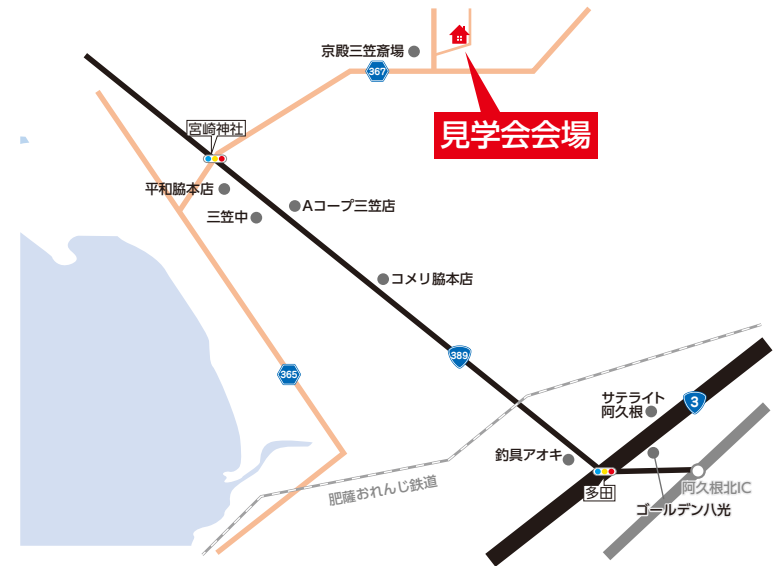 京殿三笠斎場
367
見学会会場
宮崎神社
平和脇本店
三笠中
Aコープ三笠店
コメリ脇本店
389
365
サテライト
阿久根
3
釣具アオキ
多田
阿久根北IC
ゴールデン八光
肥薩おれんじ鉄道